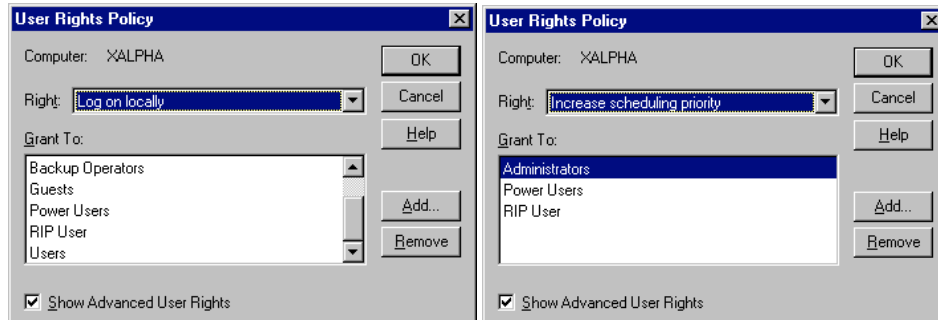 User Rights Policy
Computer: XALPHA
OK
Right: Log on locally
Cancel
Help
Grant To:
Backup Operators
Guests
Power Users
RIP User
Users
Add...
Remove
Show Advanced User Rights
User Rights Policy
Computer: XALPHA
OK
Right: Increase scheduling priority
Cancel
Help
Grant To:
Administrators
Power Users
RIP User
Add...
Remove
Show Advanced User Rights